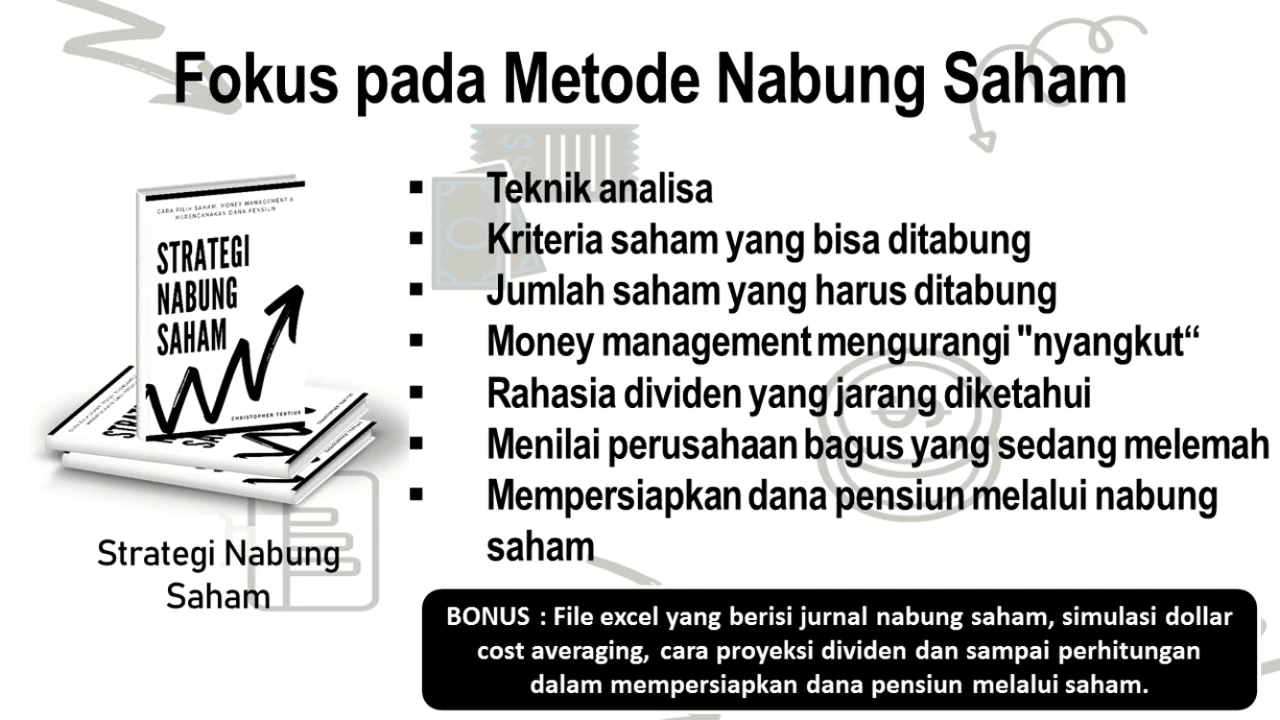 Fokus pada Metode Nabung Saham
CARA PILIH SAHAM, MONEY MANAGEMENT &
MERENCANAKAN DANA PENSIUN
STRATEGI
NABUNG
SAHAM
CHRISTOPHER TERTIUS
Strategi Nabung
Saham
▪ Teknik analisa
▪ Kriteria saham yang bisa ditabung
▪ Jumlah saham yang harus ditabung
▪ Money management mengurangi "nyangkut“
▪ Rahasia dividen yang jarang diketahui
▪ Menilai perusahaan bagus yang sedang melemah
▪ Mempersiapkan dana pensiun melalui nabung
saham
BONUS : File excel yang berisi jurnal nabung saham, simulasi dollar
cost averaging, cara proyeksi dividen dan sampai perhitungan
dalam mempersiapkan dana pensiun melalui saham.